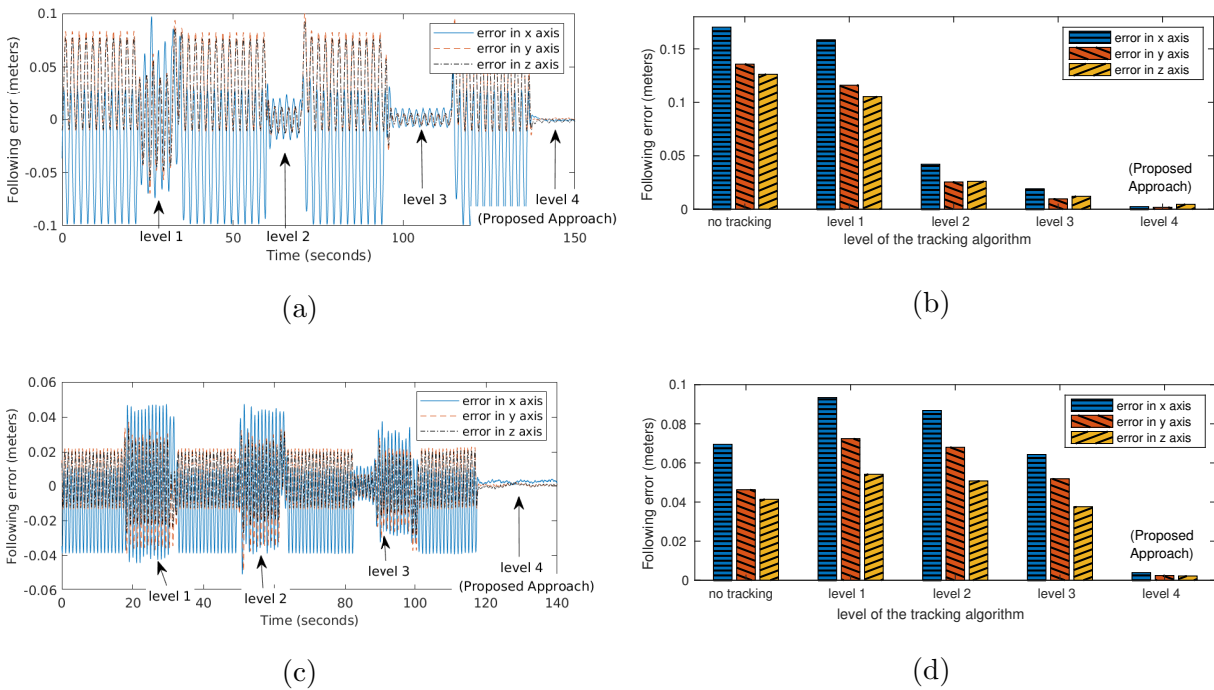 Following error (meters)
0.1
0.05
0
-0.05
-0.1
0
50
100
150
Time (seconds)
error in x axis
error in y axis
error in z axis
level 1
level 2
level 3
level 4
(Proposed Approach)
(a)
Following error (meters)
0.15
0.1
0.05
0
error in x axis
error in y axis
error in z axis
(Proposed
Approach)
no tracking
level 1
level 2
level 3
level 4
level of the tracking algorithm
(b)
Following error (meters)
0.06
0.04
0.02
0
-0.02
-0.04
-0.06
0
20
40
60
80
100
120
140
Time (seconds)
error in x axis
error in y axis
error in z axis
level 1
level 2
level 3
level 4
(Proposed Approach)
(c)
Following error (meters)
0.1
0.08
0.06
0.04
0.02
0
error in x axis
error in y axis
error in z axis
(Proposed
Approach)
no tracking
level 1
level 2
level 3
level 4
level of the tracking algorithm
(d)